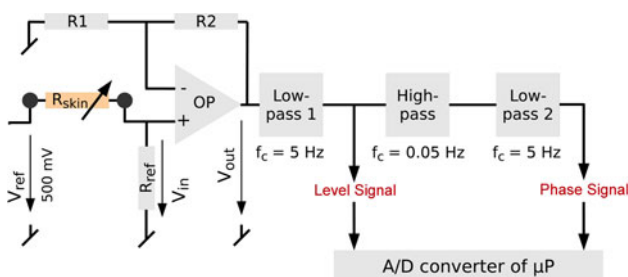 R1
R2
Rskin
-
+
OP
Rref
Vref
500 mV
Vin
Vout
Low-
pass 1
High-
pass
Low-
pass 2
fc = 5 Hz
fc = 0.05 Hz
fc = 5 Hz
Level Signal
Phase Signal
A/D converter of µP